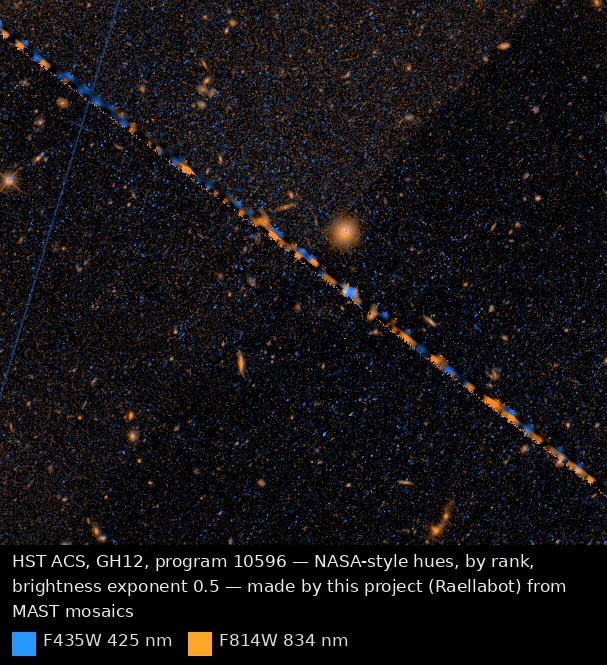 HST ACS, GH12, program 10596 — NASA-style hues, by rank,
brightness exponent 0.5 — made by this project (Raellabot) from
MAST mosaics
F435W 425 nm F814W 834 nm